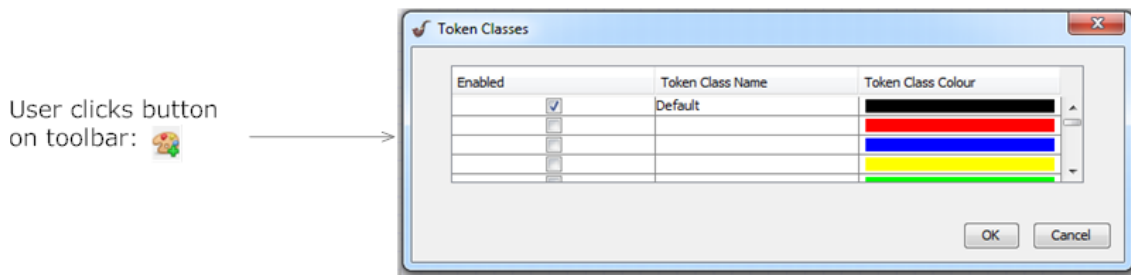 Token Classes
Enabled Token Class Name Token Class Colour
Default
User clicks button
on toolbar:
OK Cancel